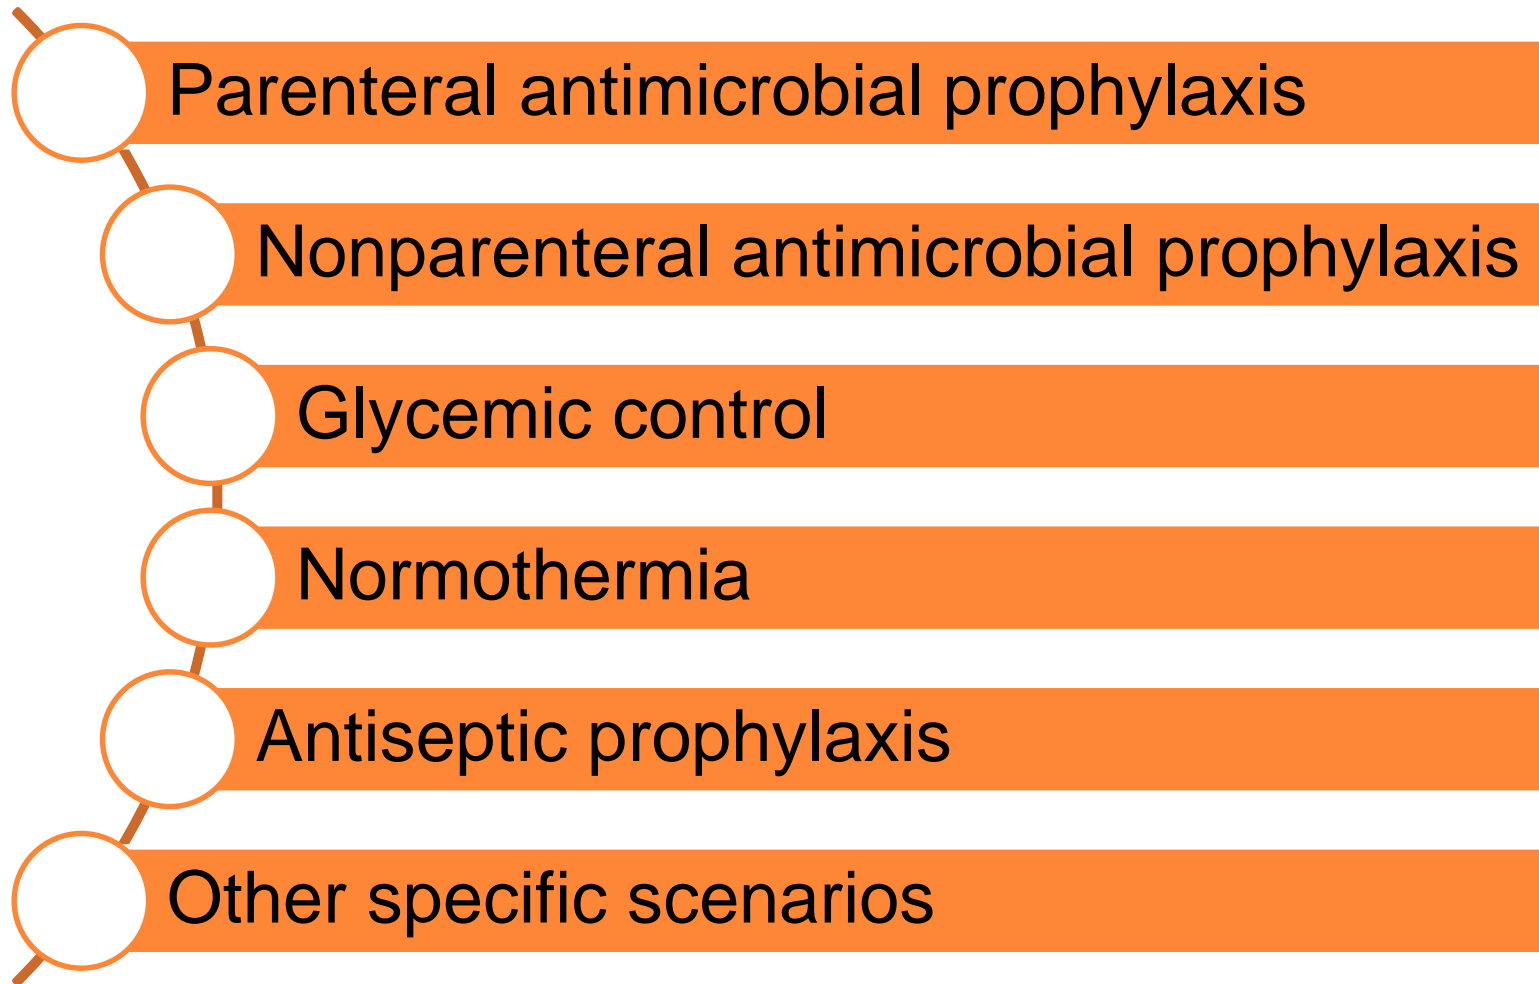 Parenteral antimicrobial prophylaxis
Nonparenteral antimicrobial prophylaxis
Glycemic control
Normothermia
Antiseptic prophylaxis
Other specific scenarios